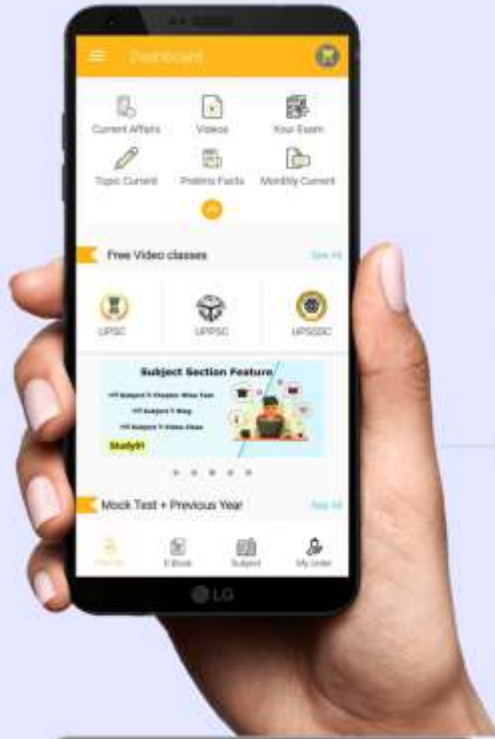 Dashboard
Current Affairs Videos Your Exam
Topic Current Prelims Facts Monthly Current
Free Video classes See All
UPSC UPPSC UPSSSC
Subject Section Feature
Study91
Mock Test + Previous Year See All
E-Book Subject My order
LG